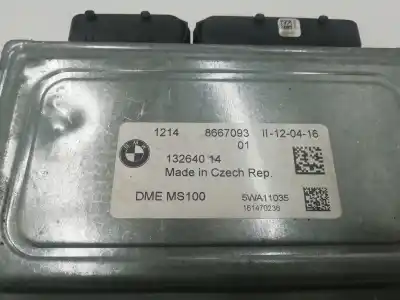 1214 8667093 II-12-04-16
01
132640 14
Made in Czech Rep.
DME MS100 5WA11035
161470236